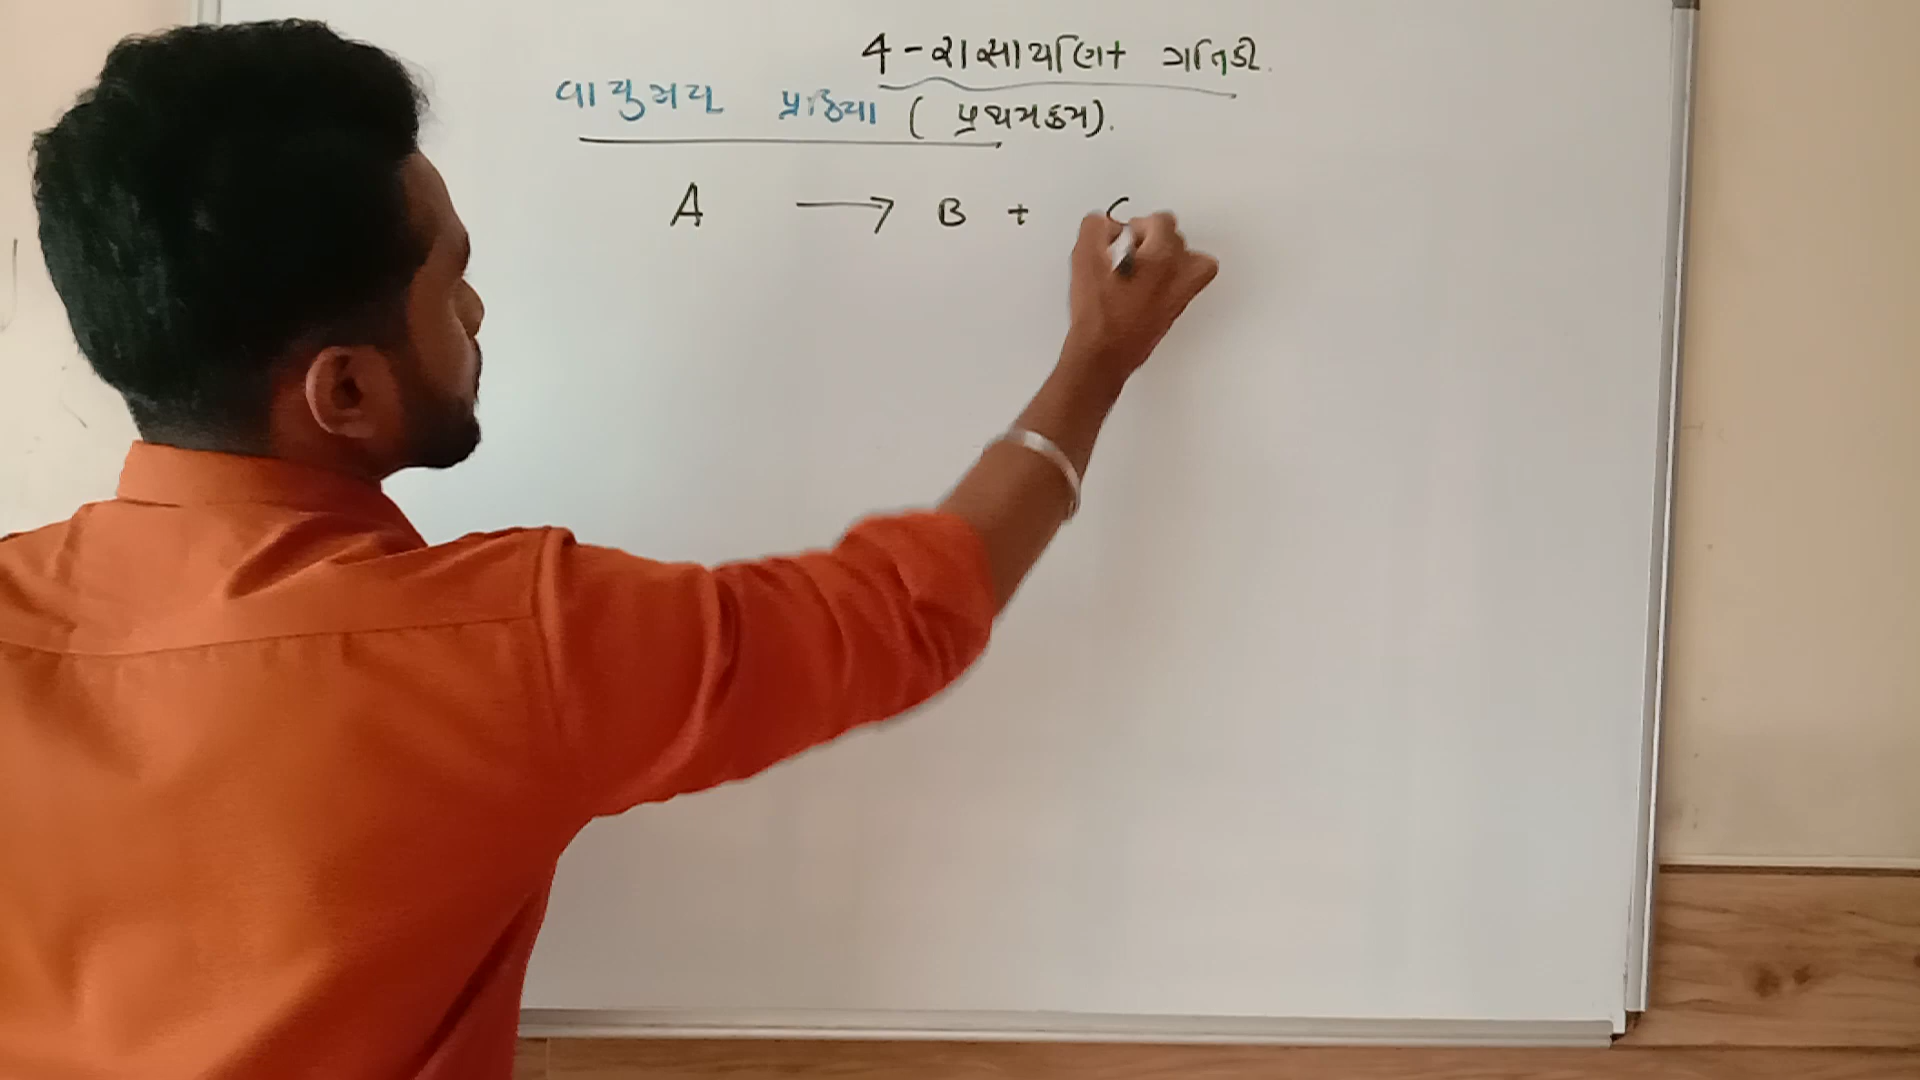 4 - રાસાયણિક ગતિકી.
વાયુમય પ્રક્રિયા ( પ્રથમક્રમ).
A ⟶ B + C